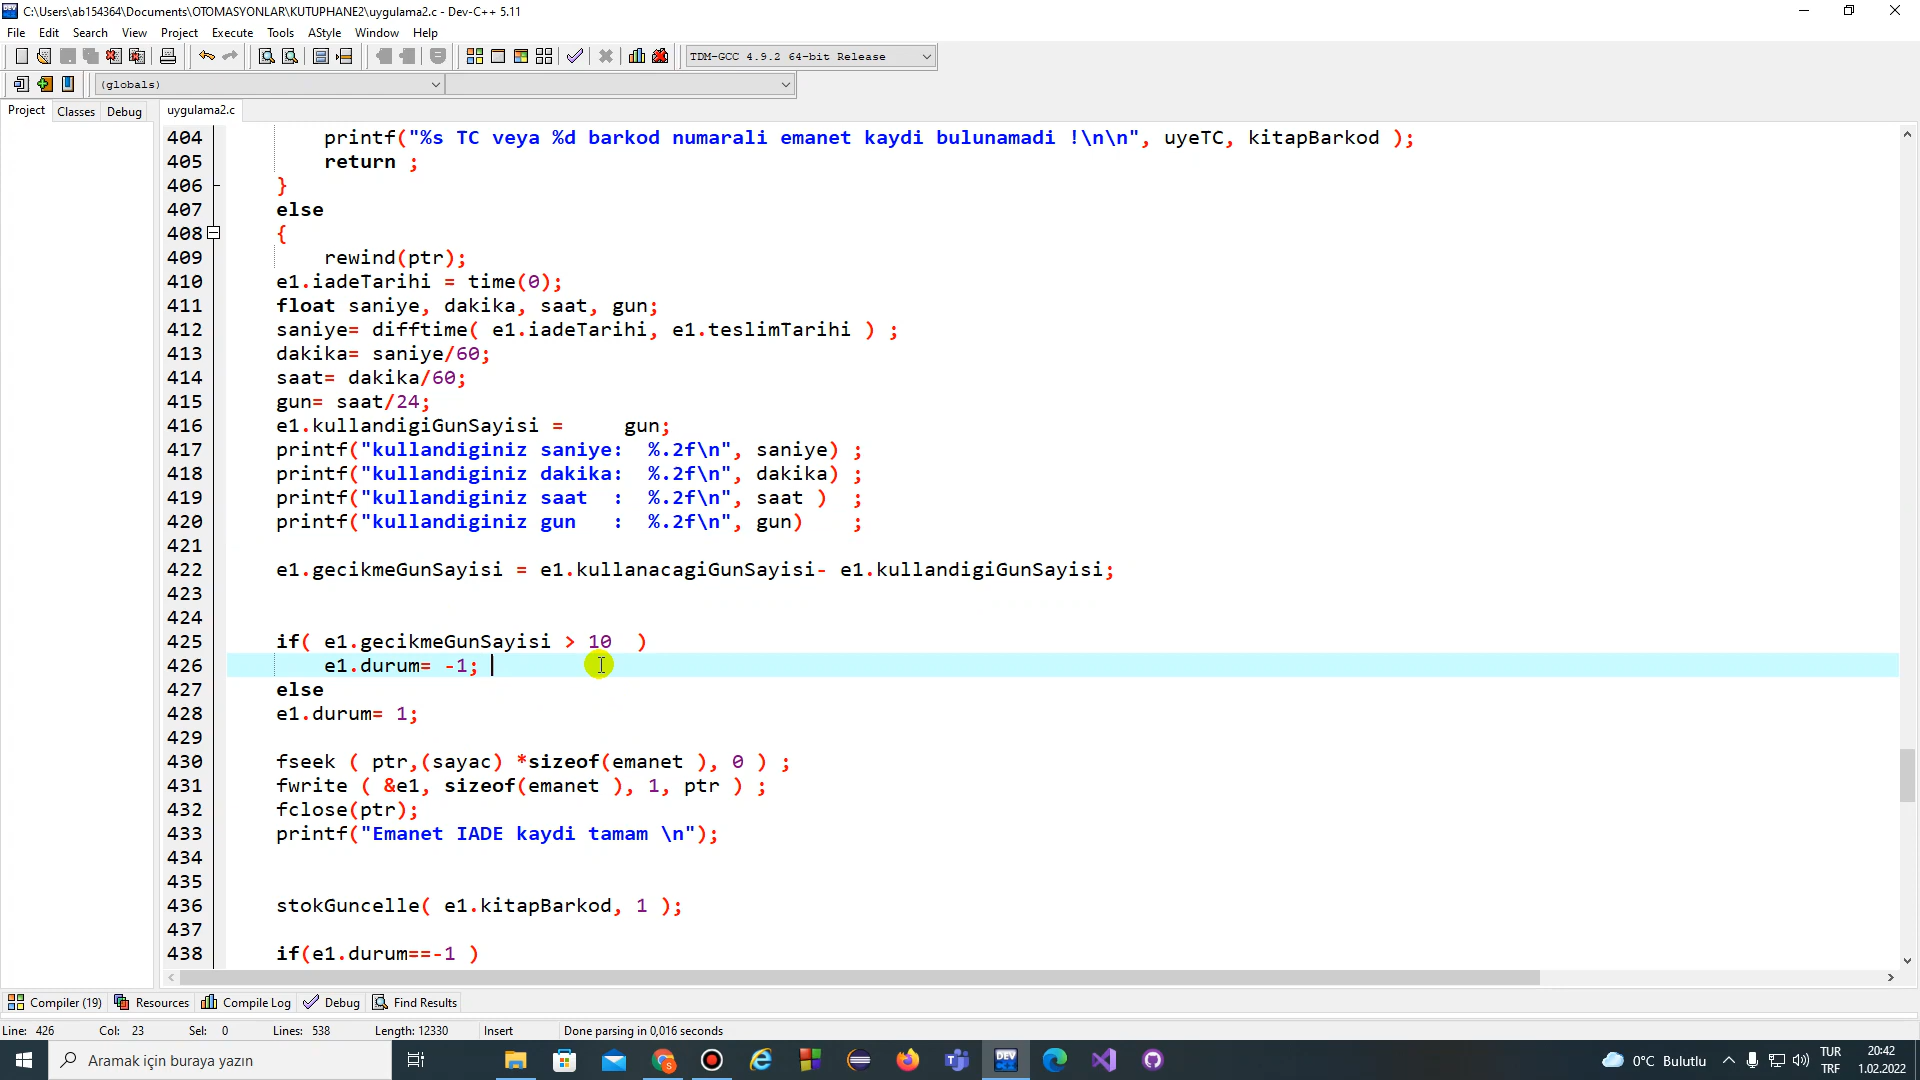 C:\Users\ab154364\Documents\OTOMASYONLAR\KUTUPHANE2\uygulama2.c - Dev-C++ 5.11
File Edit Search View Project Execute Tools AStyle Window Help
TDM-GCC 4.9.2 64-bit Release
(globals)
Project Classes Debug uygulama2.c
404 printf("%s TC veya %d barkod numarali emanet kaydi bulunamadi !\n\n", uyeTC, kitapBarkod );
405 return ;
406 }
407 else
408 {
409 rewind(ptr);
410 e1.iadeTarihi = time(0);
411 float saniye, dakika, saat, gun;
412 saniye= difftime( e1.iadeTarihi, e1.teslimTarihi ) ;
413 dakika= saniye/60;
414 saat= dakika/60;
415 gun= saat/24;
416 e1.kullandigiGunSayisi = gun;
417 printf("kullandiginiz saniye: %.2f\n", saniye) ;
418 printf("kullandiginiz dakika: %.2f\n", dakika) ;
419 printf("kullandiginiz saat : %.2f\n", saat ) ;
420 printf("kullandiginiz gun : %.2f\n", gun) ;
421
422 e1.gecikmeGunSayisi = e1.kullanacagiGunSayisi- e1.kullandigiGunSayisi;
423
424
425 if( e1.gecikmeGunSayisi > 10 )
426 e1.durum= -1;
427 else
428 e1.durum= 1;
429
430 fseek ( ptr,(sayac) *sizeof(emanet ), 0 ) ;
431 fwrite ( &e1, sizeof(emanet ), 1, ptr ) ;
432 fclose(ptr);
433 printf("Emanet IADE kaydi tamam \n");
434
435
436 stokGuncelle( e1.kitapBarkod, 1 );
437
438 if(e1.durum==-1 )
Compiler (19) Resources Compile Log Debug Find Results
Line: 426 Col: 23 Sel: 0 Lines: 538 Length: 12330 Insert Done parsing in 0,016 seconds
Aramak için buraya yazın
DEV
0°C Bulutlu
TUR
TRF
20:42
1.02.2022